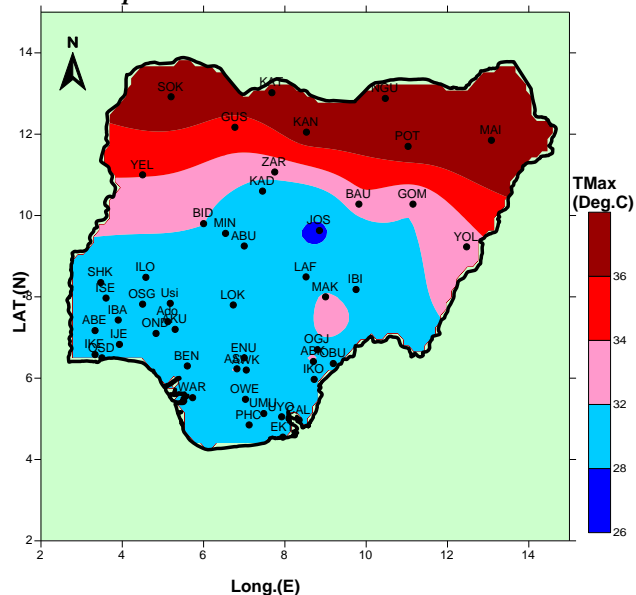 14
12
10
8
6
4
2
2
4
6
8
10
12
14
LAT.(N)
Long.(E)
N
SOK
KAT
NGU
GUS
KAN
POT
MAI
YEL
ZAR
KAD
BAU
GOM
BID
MIN
ABU
JOS
YOL
SHK
ILO
LAF
IBI
ISE
OSG
Usi
LOK
MAK
IBA
Ado
ABE
OND
AKU
IJE
IKE
OSD
ENU
OGJ
BEN
AWK
OBU
IKO
WAR
OWE
UMU
UYO
CAL
PHC
EKT
TMax
(Deg.C)
36
34
32
28
26